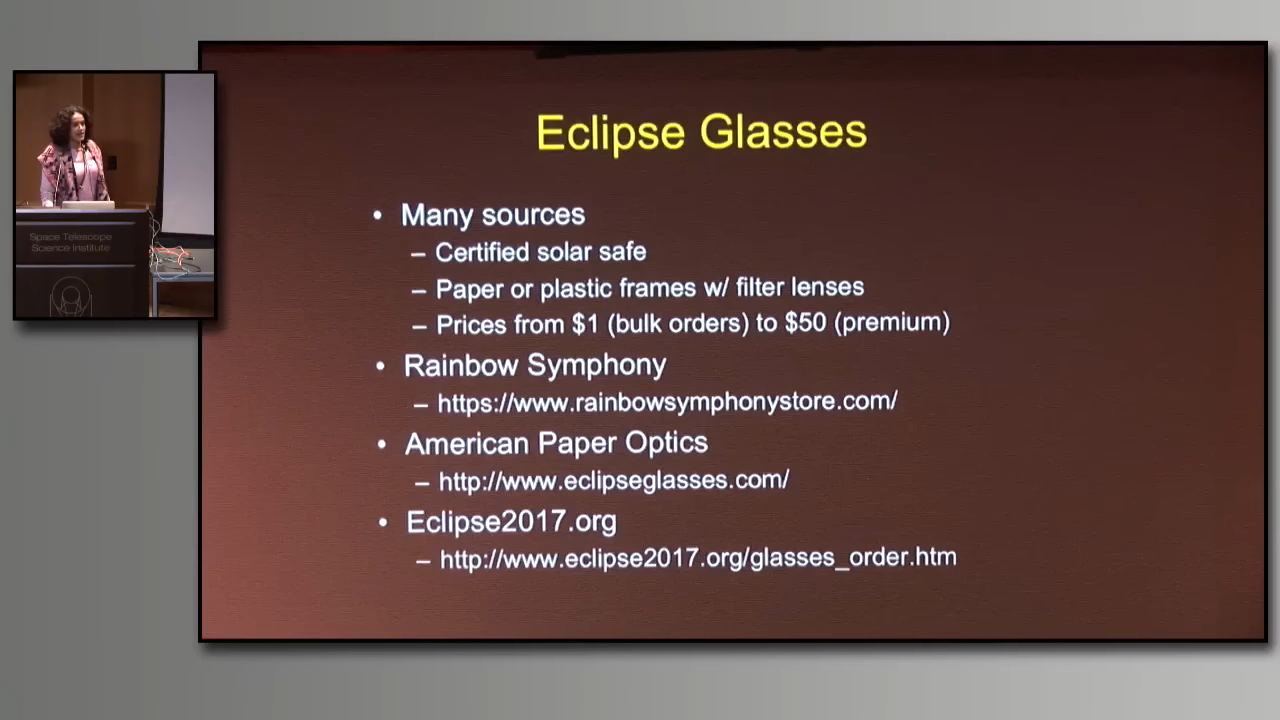 Eclipse Glasses
• Many sources
– Certified solar safe
– Paper or plastic frames w/ filter lenses
– Prices from $1 (bulk orders) to $50 (premium)
• Rainbow Symphony
– https://www.rainbowsymphonystore.com/
• American Paper Optics
– http://www.eclipseglasses.com/
• Eclipse2017.org
– http://www.eclipse2017.org/glasses_order.htm
Space Telescope
Science Institute